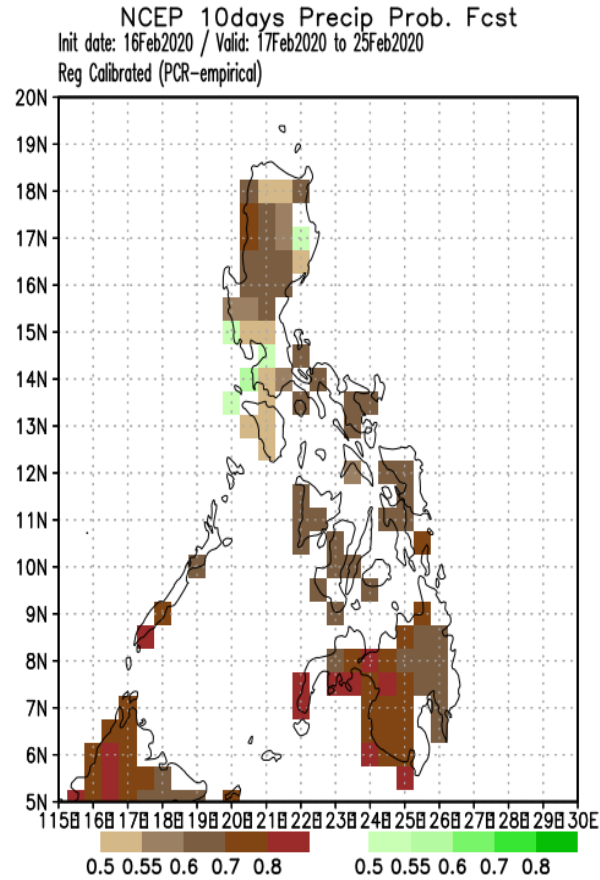 NCEP 10days Precip Prob. Fcst
Init date: 16Feb2020 / Valid: 17Feb2020 to 25Feb2020
Reg Calibrated (PCR-empirical)
20N
19N
18N
17N
16N
15N
14N
13N
12N
11N
10N
9N
8N
7N
6N
5N
115E 116E 117E 118E 119E 120E 121E 122E 123E 124E 125E 126E 127E 128E 129E 130E
0.5 0.55 0.6 0.7 0.8 0.5 0.55 0.6 0.7 0.8